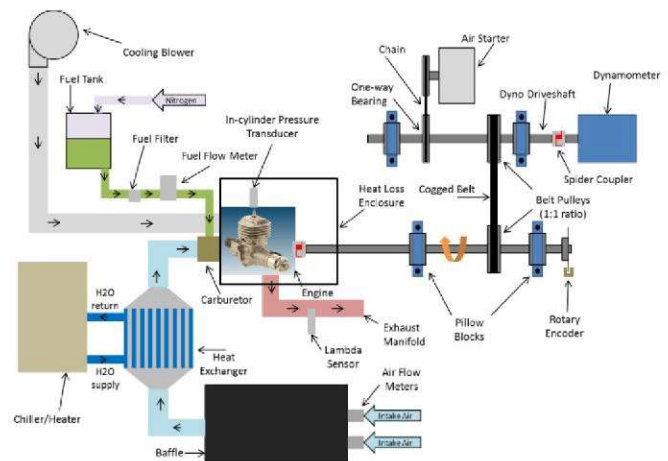 Cooling Blower
Fuel Tank
Nitrogen
Fuel Filter
Fuel Flow Meter
In-cylinder Pressure
Transducer
Chain
Air
Starter
One-way
Bearing
Dyno Driveshaft
Dynamometer
Spider Coupler
Heat Loss
Enclosure
Cogged Belt
Belt Pulleys
(1:1 ratio)
Carburetor
Engine
Pillow
Blocks
Rotary
Encoder
H2O
return
H2O
supply
Heat
Exchanger
Chiller/Heater
Exhaust
Manifold
Lambda
Sensor
Air Flow
Meters
Intake Air
Intake Air
Baffle